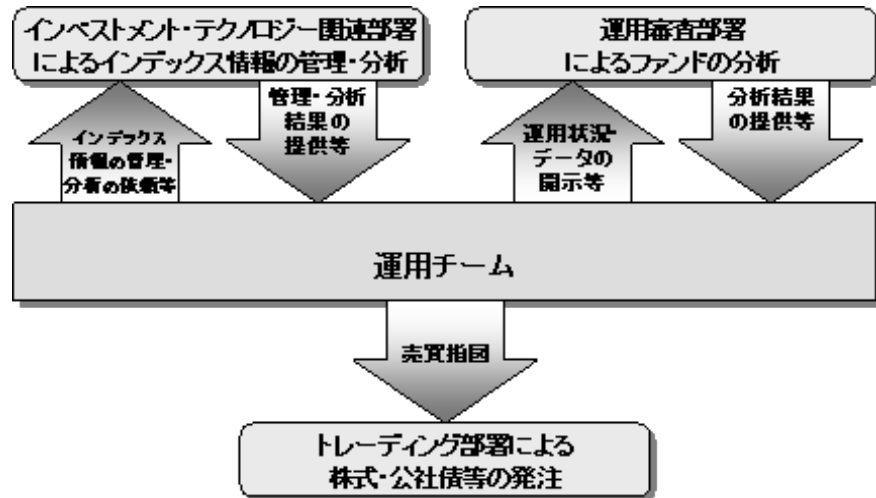 インベストメント・テクノロジー関連部署
によるインデックス情報の管理・分析
運用審査部署
によるファンドの分析
インデックス
情報の管理・
分析の依頼等
管理・分析
結果の
提供等
運用状況・
データの
開示等
分析結果
の提供等
運用チーム
売買指図
トレーディング部署による
株式・公社債等の発注